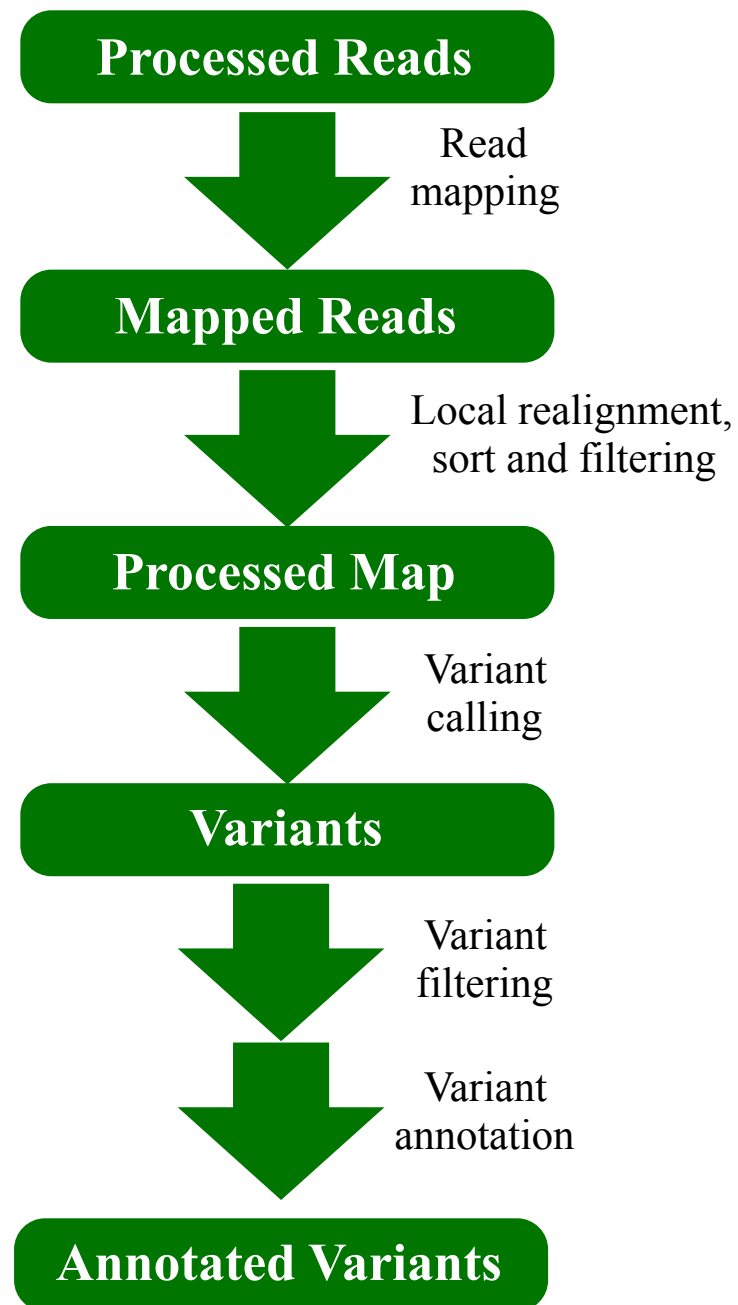 Processed Reads
Read
mapping
Mapped Reads
Local realignment,
sort and filtering
Processed Map
Variant
calling
Variants
Variant
filtering
Variant
annotation
Annotated Variants